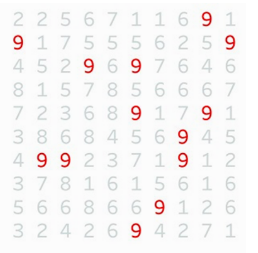 2 2 5 6 7 1 1 6 9 1
9 1 7 5 5 5 6 2 5 9
4 5 2 9 6 9 7 6 4 6
8 1 5 7 8 5 6 6 6 7
7 2 3 6 8 9 1 7 9 1
3 8 6 8 4 5 6 9 4 5
4 9 9 2 3 7 1 9 1 2
3 7 8 1 6 1 5 6 1 6
5 6 6 8 6 6 9 1 2 6
3 2 4 2 6 9 4 2 7 1